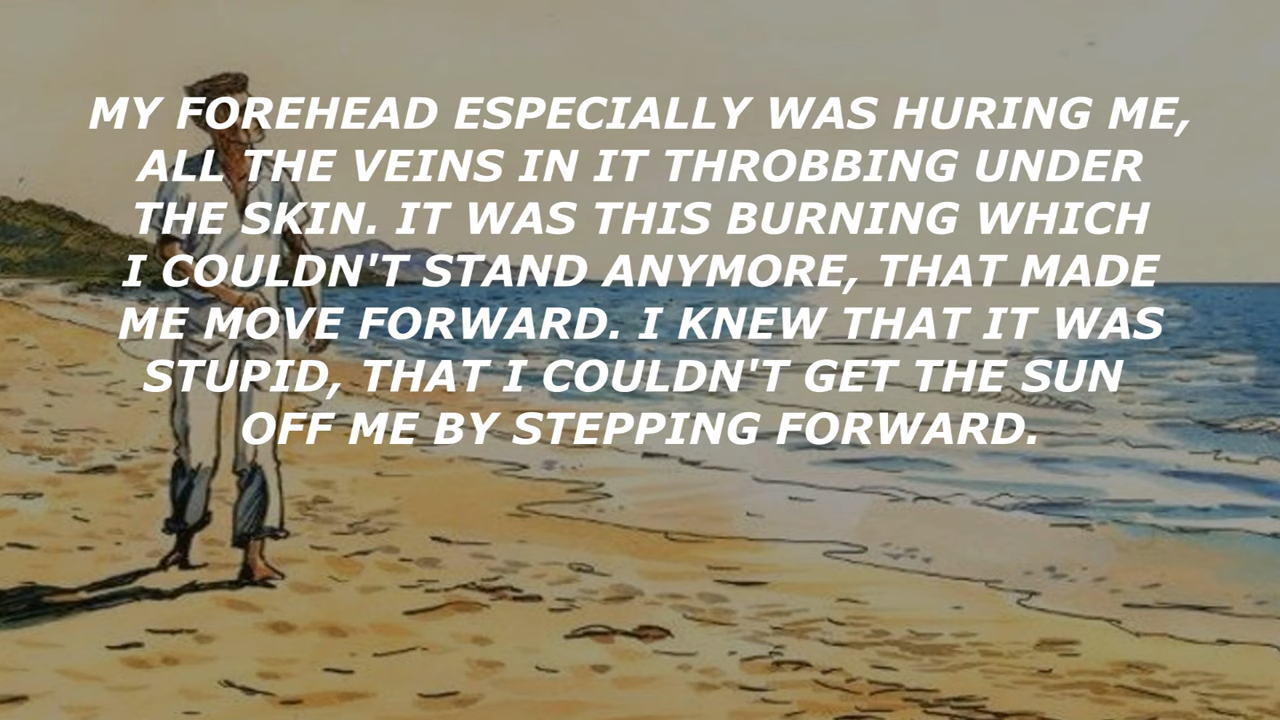 MY FOREHEAD ESPECIALLY WAS HURING ME,
ALL THE VEINS IN IT THROBBING UNDER
THE SKIN. IT WAS THIS BURNING WHICH
I COULDN'T STAND ANYMORE, THAT MADE
ME MOVE FORWARD. I KNEW THAT IT WAS
STUPID, THAT I COULDN'T GET THE SUN
OFF ME BY STEPPING FORWARD.